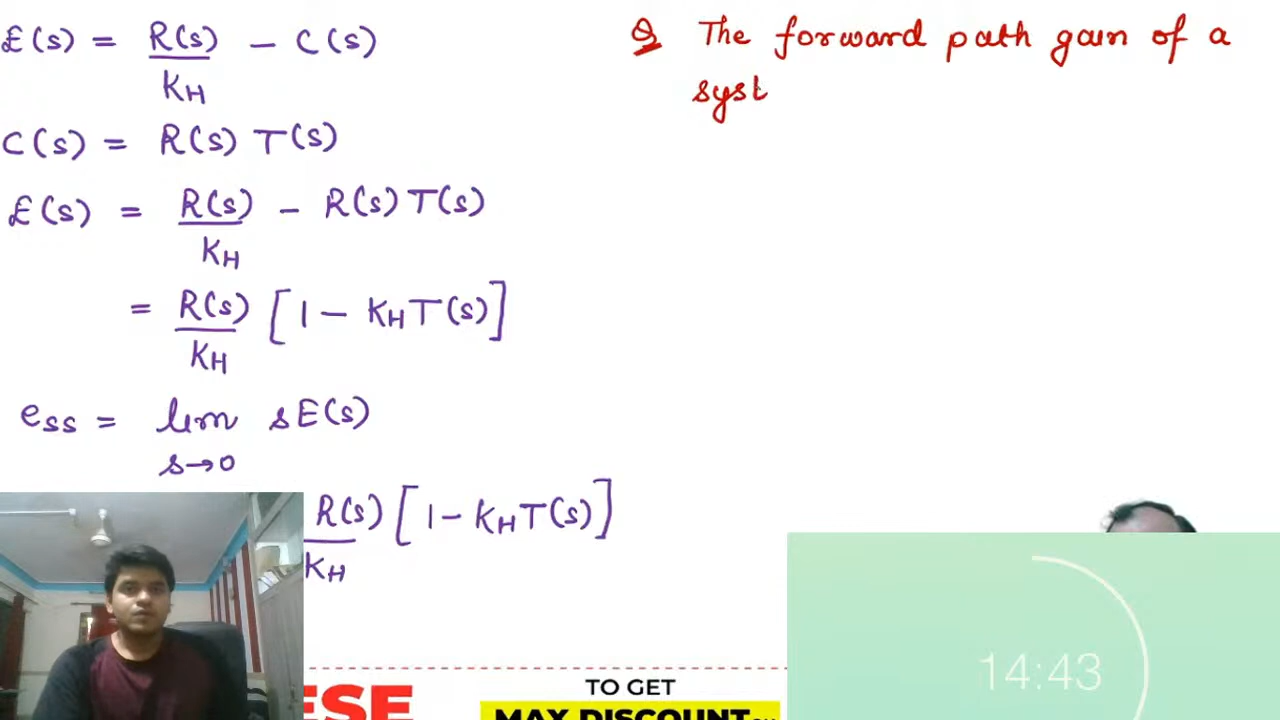 E(s) = R(s)/K_H - C(s)
C(s) = R(s) T(s)
E(s) = R(s)/K_H - R(s) T(s)
= R(s)/K_H [1 - K_H T(s)]
e_ss = lim s→0 sE(s)
R(s)/K_H [1 - K_H T(s)]
Q The forward path gain of a
syst
14:43
ESE
TO GET
MAX DISCOUNT